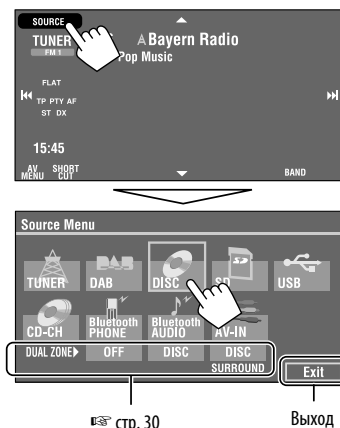 SOURCE
TUNER
FM 1
Bayern Radio
Pop Music
FLAT
TP PTY AF
ST DX
15:45
AV MENU
SHORT CUT
BAND
Source Menu
TUNER DAB DISC SD USB
CD-CH Bluetooth PHONE Bluetooth AUDIO AV-IN
DUAL ZONE OFF DISC DISC
SURROUND
Exit
☞ стр. 30
Выход